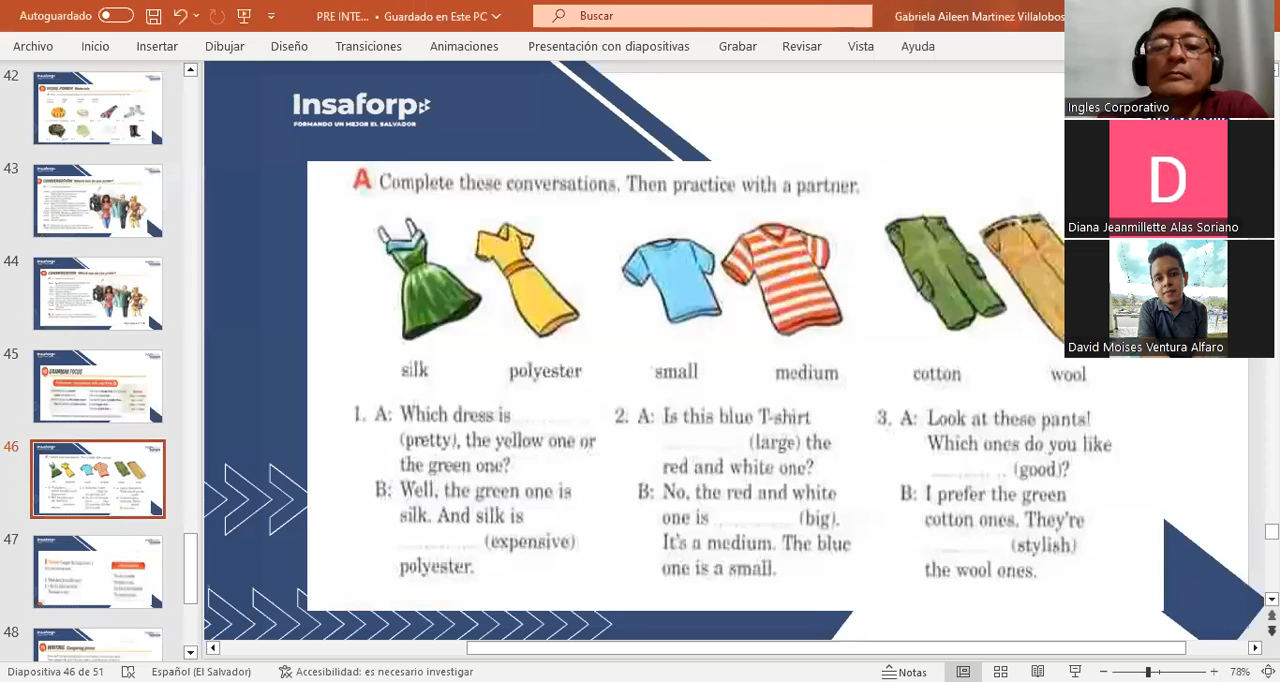 Autoguardado
PRE INTE... • Guardado en Este PC
Buscar
Gabriela Aileen Martinez Villalobos
Archivo
Inicio
Insertar
Dibujar
Diseño
Transiciones
Animaciones
Presentación con diapositivas
Grabar
Revisar
Vista
Ayuda
42
43
44
45
46
47
48
Insaforp
FORMANDO UN MEJOR EL SALVADOR
A Complete these conversations. Then practice with a partner.
silk
polyester
small
medium
cotton
wool
1. A: Which dress is
(pretty), the yellow one or
the green one?
B: Well, the green one is
silk. And silk is
(expensive)
polyester.
2. A: Is this blue T-shirt
(large) the
red and white one?
B: No, the red and white
one is (big).
It's a medium. The blue
one is a small.
3. A: Look at these pants!
Which ones do you like
(good)?
B: I prefer the green
cotton ones. They're
(stylish)
the wool ones.
Ingles Corporativo
D
Diana Jeanmillette Alas Soriano
David Moises Ventura Alfaro
Diapositiva 46 de 51
Español (El Salvador)
Accesibilidad: es necesario investigar
Notas
78%